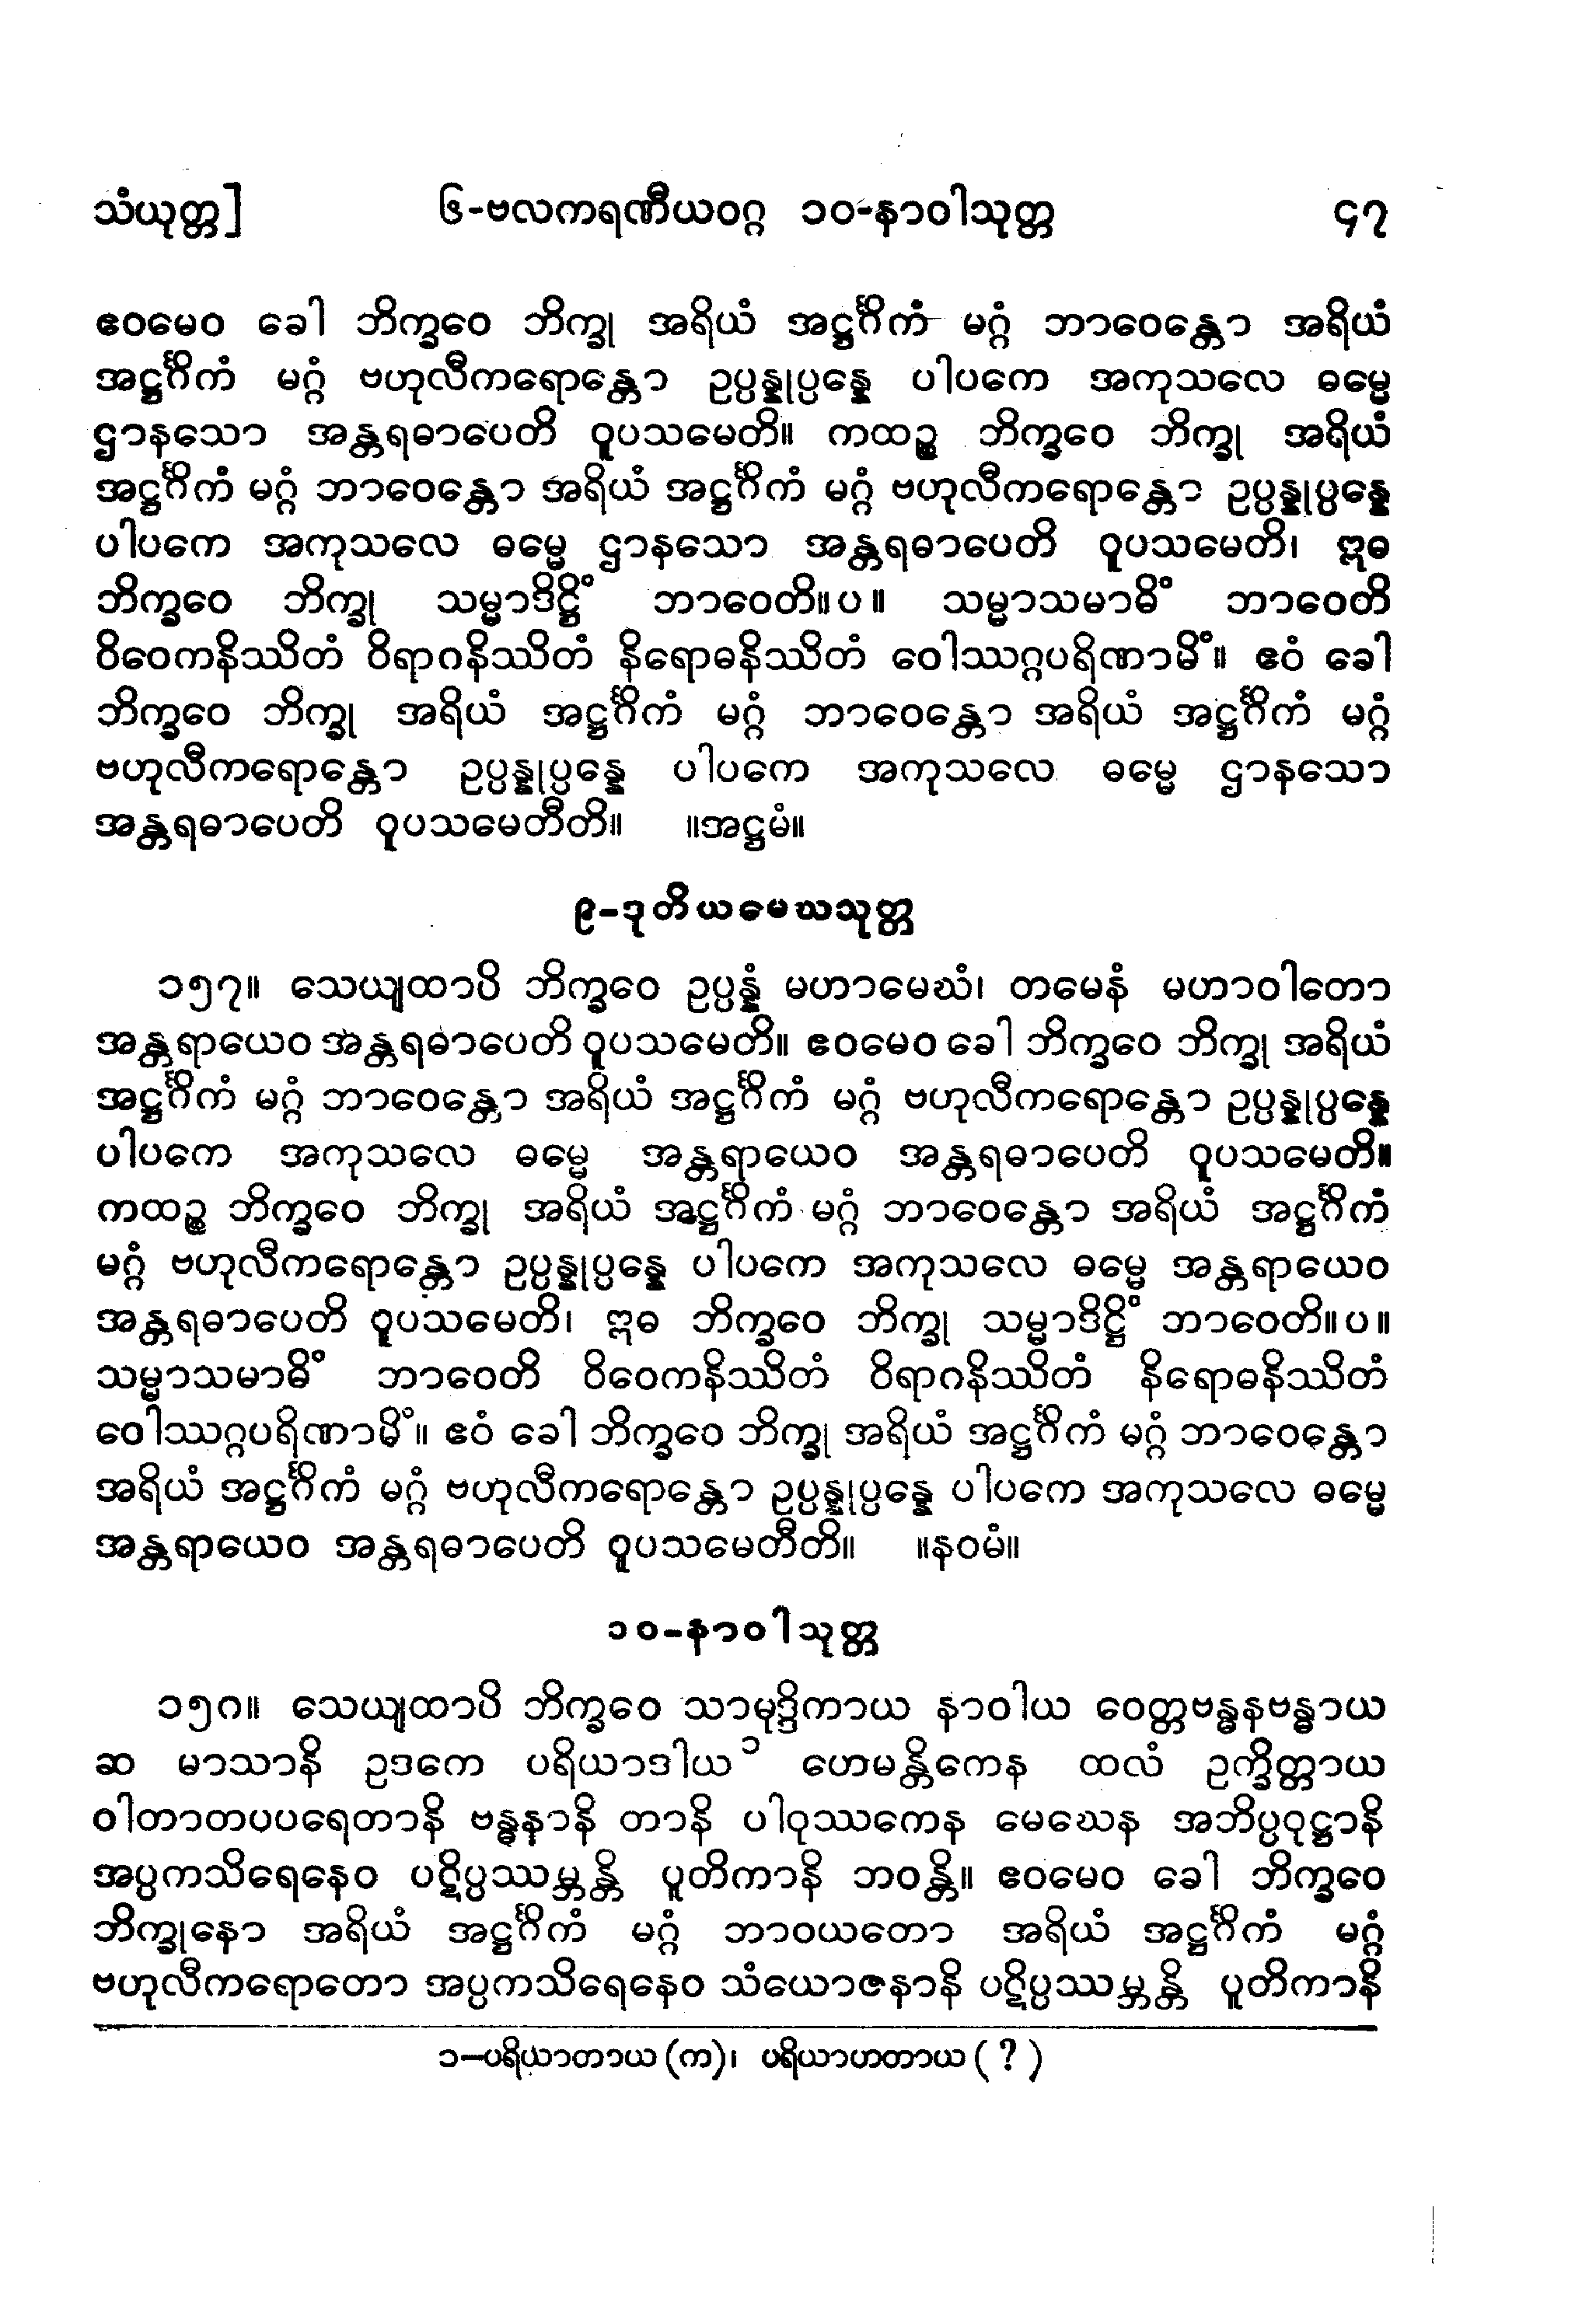 သံယုတ္တ] ၆-ဗလကရဏီယဝဂ္ဂ ၁၀-နာဝါသုတ္တ ၄၇
ဧဝမေဝ ခေါ ဘိက္ခဝေ ဘိက္ခု အရိယံ အဋ္ဌင်္ဂိကံ မဂ္ဂံ ဘာဝေန္တော အရိယံ
အဋ္ဌင်္ဂိကံ မဂ္ဂံ ဗဟုလီကရောန္တော ဥပ္ပန္နုပ္ပန္နေ ပါပကေ အကုသလေ ဓမ္မေ
ဌာနသော အန္တရဓာပေတိ ဝူပသမေတိ။ ကထဉ္စ ဘိက္ခဝေ ဘိက္ခု အရိယံ
အဋ္ဌင်္ဂိကံ မဂ္ဂံ ဘာဝေန္တော အရိယံ အဋ္ဌင်္ဂိကံ မဂ္ဂံ ဗဟုလီကရောန္တော ဥပ္ပန္နုပ္ပန္နေ
ပါပကေ အကုသလေ ဓမ္မေ ဌာနသော အန္တရဓာပေတိ ဝူပသမေတိ၊ ဣဓ
ဘိက္ခဝေ ဘိက္ခု သမ္မာဒိဋ္ဌိံ ဘာဝေတိ။ပ။ သမ္မာသမာဓိံ ဘာဝေတိ
ဝိဝေကနိဿိတံ ဝိရာဂနိဿိတံ နိရောဓနိဿိတံ ဝေါဿဂ္ဂပရိဏာမိံ။ ဧဝံ ခေါ
ဘိက္ခဝေ ဘိက္ခု အရိယံ အဋ္ဌင်္ဂိကံ မဂ္ဂံ ဘာဝေန္တော အရိယံ အဋ္ဌင်္ဂိကံ မဂ္ဂံ
ဗဟုလီကရောန္တော ဥပ္ပန္နုပ္ပန္နေ ပါပကေ အကုသလေ ဓမ္မေ ဌာနသော
အန္တရဓာပေတိ ဝူပသမေတီတိ။ ။အဋ္ဌမံ။
၉-ဒုတိယမေဃသုတ္တ
၁၅၇။ သေယျထာပိ ဘိက္ခဝေ ဥပ္ပန္နံ မဟာမေဃံ၊ တမေနံ မဟာဝါတော
အန္တရာယေဝ အန္တရဓာပေတိ ဝူပသမေတိ။ ဧဝမေဝ ခေါ ဘိက္ခဝေ ဘိက္ခု အရိယံ
အဋ္ဌင်္ဂိကံ မဂ္ဂံ ဘာဝေန္တော အရိယံ အဋ္ဌင်္ဂိကံ မဂ္ဂံ ဗဟုလီကရောန္တော ဥပ္ပန္နုပ္ပန္နေ
ပါပကေ အကုသလေ ဓမ္မေ အန္တရာယေဝ အန္တရဓာပေတိ ဝူပသမေတိ။
ကထဉ္စ ဘိက္ခဝေ ဘိက္ခု အရိယံ အဋ္ဌင်္ဂိကံ မဂ္ဂံ ဘာဝေန္တော အရိယံ အဋ္ဌင်္ဂိကံ
မဂ္ဂံ ဗဟုလီကရောန္တော ဥပ္ပန္နုပ္ပန္နေ ပါပကေ အကုသလေ ဓမ္မေ အန္တရာယေဝ
အန္တရဓာပေတိ ဝူပသမေတိ၊ ဣဓ ဘိက္ခဝေ ဘိက္ခု သမ္မာဒိဋ္ဌိံ ဘာဝေတိ။ပ။
သမ္မာသမာဓိံ ဘာဝေတိ ဝိဝေကနိဿိတံ ဝိရာဂနိဿိတံ နိရောဓနိဿိတံ
ဝေါဿဂ္ဂပရိဏာမိံ။ ဧဝံ ခေါ ဘိက္ခဝေ ဘိက္ခု အရိယံ အဋ္ဌင်္ဂိကံ မဂ္ဂံ ဘာဝေန္တော
အရိယံ အဋ္ဌင်္ဂိကံ မဂ္ဂံ ဗဟုလီကရောန္တော ဥပ္ပန္နုပ္ပန္နေ ပါပကေ အကုသလေ ဓမ္မေ
အန္တရာယေဝ အန္တရဓာပေတိ ဝူပသမေတီတိ။ ။နဝမံ။
၁၀-နာဝါသုတ္တ
၁၅၈။ သေယျထာပိ ဘိက္ခဝေ သာမုဒ္ဒိကာယ နာဝါယ ဝေတ္တဗန္ဓနဗန္ဓာယ
ဆ မာသာနိ ဥဒကေ ပရိယာဒါယ ၁ ဟေမန္တိကေန ထလံ ဥက္ခိတ္တာယ
ဝါတာတပပရေတာနိ ဗန္ဓနာနိ တာနိ ပါဝုဿကေန မေဃေန အဘိပ္ပဝုဋ္ဌာနိ
အပ္ပကသိရေနေဝ ပဋိပ္ပဿမ္ဘန္တိ ပူတိကာနိ ဘဝန္တိ။ ဧဝမေဝ ခေါ ဘိက္ခဝေ
ဘိက္ခုနော အရိယံ အဋ္ဌင်္ဂိကံ မဂ္ဂံ ဘာဝယတော အရိယံ အဋ္ဌင်္ဂိကံ မဂ္ဂံ
ဗဟုလီကရောတော အပ္ပကသိရေနေဝ သံယောဇနာနိ ပဋိပ္ပဿမ္ဘန္တိ ပူတိကာနိ
၁-ပရိယာတာယ (က)၊ ပရိယာဟတာယ (?)